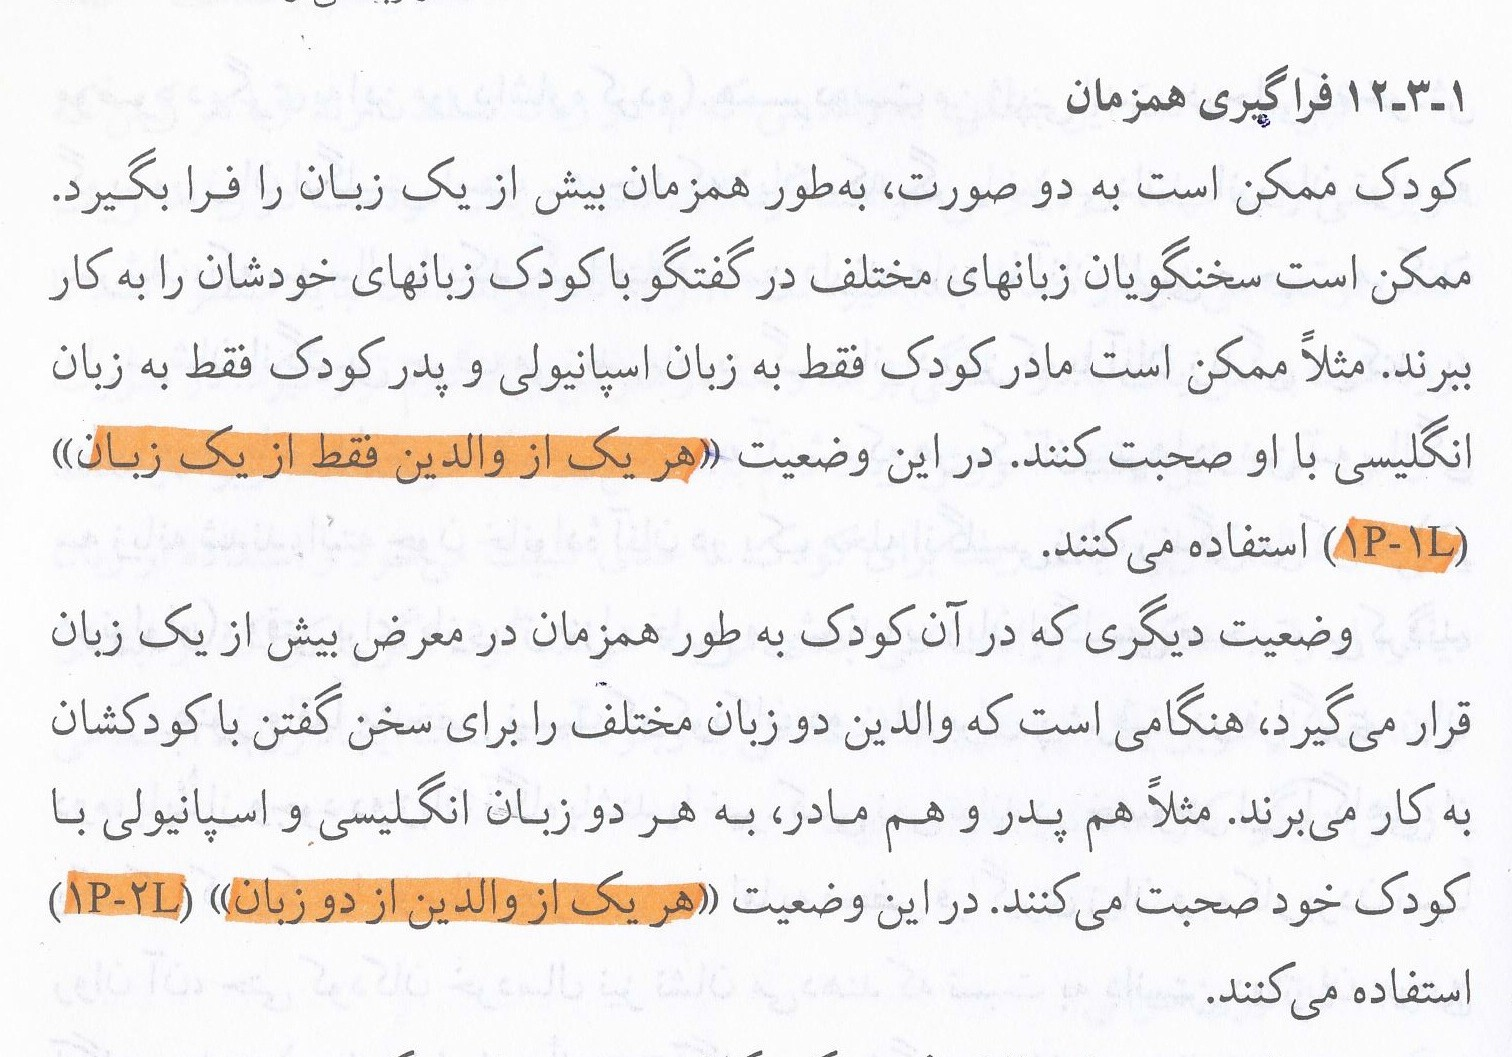 ۱-۳-۱۲ فراگیری همزمان
کودک ممکن است به دو صورت، به‌طور همزمان بیش از یک زبان را فرا بگیرد.
ممکن است سخنگویان زبانهای مختلف در گفتگو با کودک زبانهای خودشان را به کار
ببرند. مثلاً ممکن است مادر کودک فقط به زبان اسپانیولی و پدر کودک فقط به زبان
انگلیسی با او صحبت کنند. در این وضعیت «هر یک از والدین فقط از یک زبان»
(۱P-۱L) استفاده می‌کنند.
وضعیت دیگری که در آن کودک به طور همزمان در معرض بیش از یک زبان
قرار می‌گیرد، هنگامی است که والدین دو زبان مختلف را برای سخن گفتن با کودکشان
به کار می‌برند. مثلاً هم پدر و هم مادر، به هر دو زبان انگلیسی و اسپانیولی با
کودک خود صحبت می‌کنند. در این وضعیت «هر یک از والدین از دو زبان» (۱P-۲L)
استفاده می‌کنند.